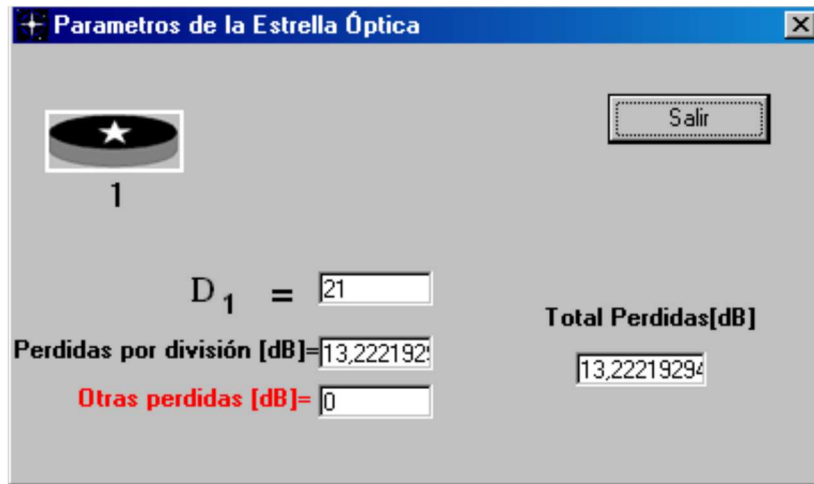 Parametros de la Estrella Óptica
Salir
1
D1 = 21
Total Perdidas[dB]
Perdidas por división [dB]= 13,222192
13,22219294
Otras perdidas [dB]= 0